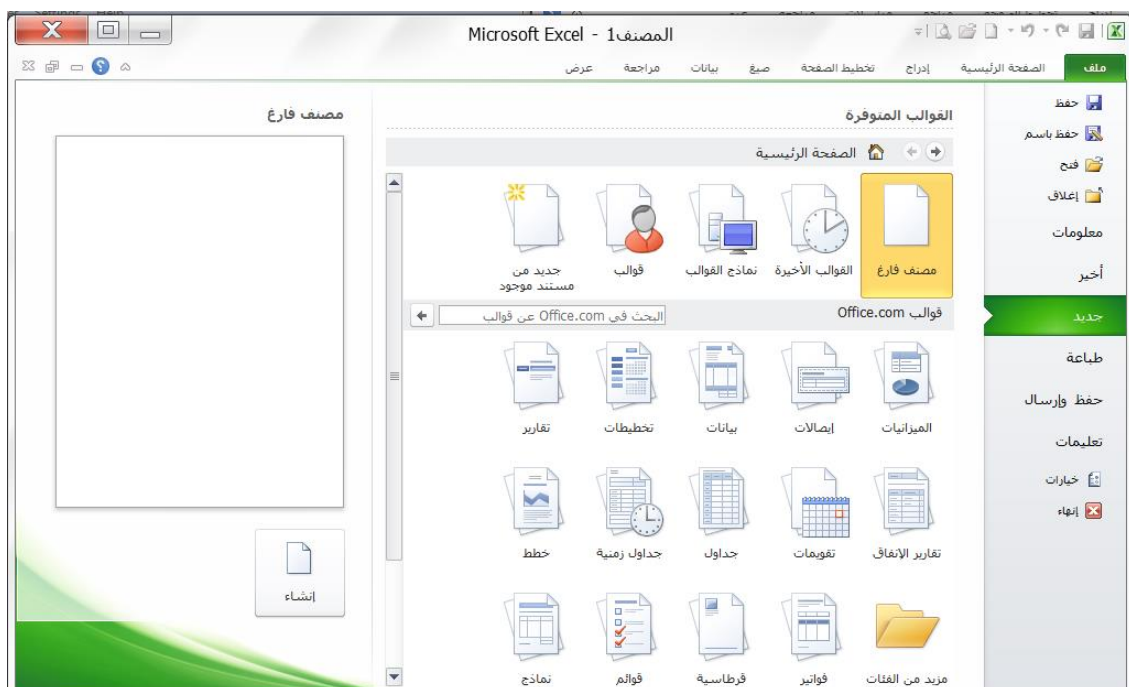 المصنف1 - Microsoft Excel
ملف
الصفحة الرئيسية
إدراج
تخطيط الصفحة
صيغ
بيانات
مراجعة
عرض
حفظ
حفظ باسم
فتح
إغلاق
معلومات
أخير
جديد
طباعة
حفظ وإرسال
تعليمات
خيارات
إنهاء
القوالب المتوفرة
الصفحة الرئيسية
مصنف فارغ
القوالب الأخيرة
نماذج القوالب
قوالب
جديد من
مستند موجود
قوالب Office.com
البحث في Office.com عن قوالب
الميزانيات
إيصالات
بيانات
تخطيطات
تقارير
تقارير الإنفاق
تقويمات
جداول
جداول زمنية
خطط
مزيد من الفئات
فواتير
قرطاسية
قوائم
نماذج
مصنف فارغ
إنشاء